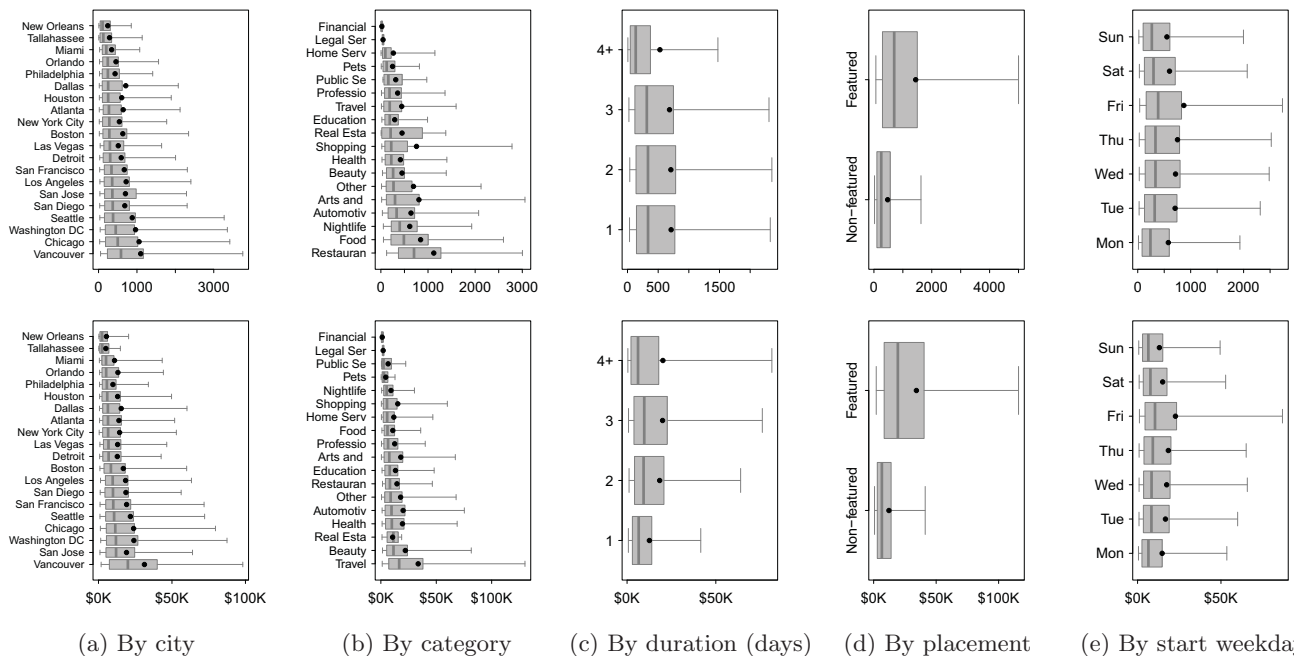 New Orleans
Tallahassee
Miami
Orlando
Philadelphia
Dallas
Houston
Atlanta
New York City
Boston
Las Vegas
Detroit
San Francisco
Los Angeles
San Jose
San Diego
Seattle
Washington DC
Chicago
Vancouver
0 1000 3000
Financial
Legal Ser
Home Serv
Pets
Public Se
Professio
Travel
Education
Real Esta
Shopping
Health
Beauty
Other
Arts and
Automotiv
Nightlife
Food
Restauran
0 1000 2000 3000
4+
3
2
1
0 500 1500
Featured
Non-featured
0 2000 4000
Sun
Sat
Fri
Thu
Wed
Tue
Mon
0 1000 2000
New Orleans
Tallahassee
Miami
Orlando
Philadelphia
Houston
Dallas
Atlanta
New York City
Las Vegas
Detroit
Boston
Los Angeles
San Diego
San Francisco
Seattle
Chicago
Washington DC
San Jose
Vancouver
$0K $50K $100K
Financial
Legal Ser
Public Se
Pets
Nightlife
Shopping
Home Serv
Food
Professio
Arts and
Education
Restauran
Other
Automotiv
Health
Real Esta
Beauty
Travel
$0K $50K $100K
4+
3
2
1
$0K $50K
Featured
Non-featured
$0K $50K $100K
Sun
Sat
Fri
Thu
Wed
Tue
Mon
$0K $50K
(a) By city
(b) By category
(c) By duration (days)
(d) By placement
(e) By start weekday